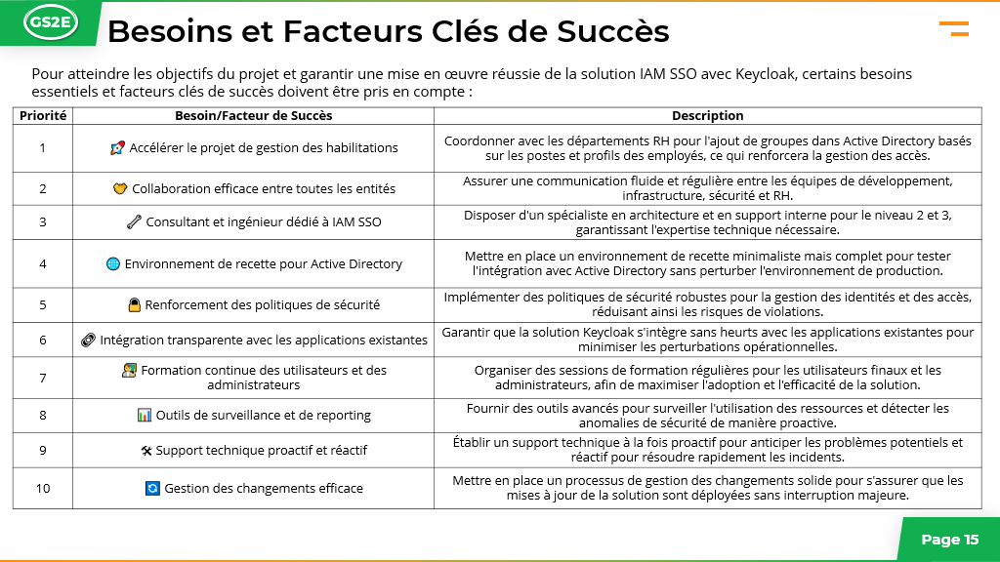 GS2E
Besoins et Facteurs Clés de Succès
Pour atteindre les objectifs du projet et garantir une mise en œuvre réussie de la solution IAM SSO avec Keycloak, certains besoins
essentiels et facteurs clés de succès doivent être pris en compte :
Priorité Besoin/Facteur de Succès Description
1 🚀 Accélérer le projet de gestion des habilitations
Coordonner avec les départements RH pour l'ajout de groupes dans Active Directory basés
sur les postes et profils des employés, ce qui renforcera la gestion des accès.
2 🤝 Collaboration efficace entre toutes les entités
Assurer une communication fluide et régulière entre les équipes de développement,
infrastructure, sécurité et RH.
3 🔧 Consultant et ingénieur dédié à IAM SSO
Disposer d'un spécialiste en architecture et en support interne pour le niveau 2 et 3,
garantissant l'expertise technique nécessaire.
4 🌐 Environnement de recette pour Active Directory
Mettre en place un environnement de recette minimaliste mais complet pour tester
l'intégration avec Active Directory sans perturber l'environnement de production.
5 🔒 Renforcement des politiques de sécurité
Implémenter des politiques de sécurité robustes pour la gestion des identités et des accès,
réduisant ainsi les risques de violations.
6 🔗 Intégration transparente avec les applications existantes
Garantir que la solution Keycloak s'intègre sans heurts avec les applications existantes pour
minimiser les perturbations opérationnelles.
7 👨‍🏫 Formation continue des utilisateurs et des
administrateurs
Organiser des sessions de formation régulières pour les utilisateurs finaux et les
administrateurs, afin de maximiser l'adoption et l'efficacité de la solution.
8 📊 Outils de surveillance et de reporting
Fournir des outils avancés pour surveiller l'utilisation des ressources et détecter les
anomalies de sécurité de manière proactive.
9 🛠 Support technique proactif et réactif
Établir un support technique à la fois proactif pour anticiper les problèmes potentiels et
réactif pour résoudre rapidement les incidents.
10 🔄 Gestion des changements efficace
Mettre en place un processus de gestion des changements solide pour s'assurer que les
mises à jour de la solution sont déployées sans interruption majeure.
Page 15